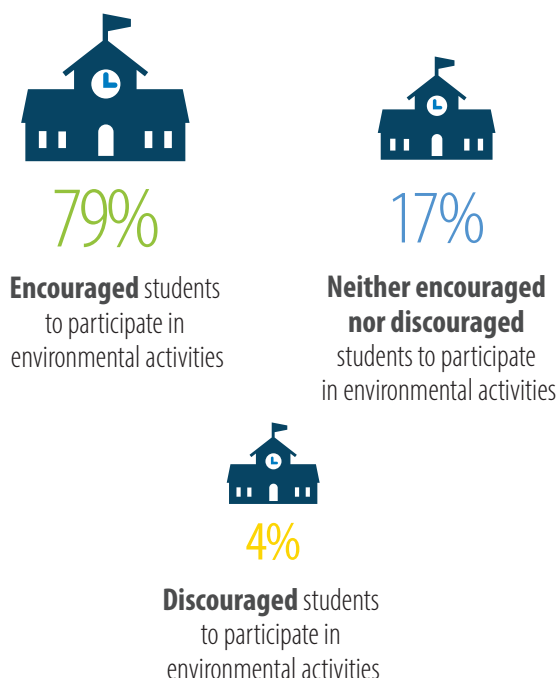 79%
Encouraged students
to participate in
environmental activities
17%
Neither encouraged
nor discouraged
students to participate
in environmental activities
4%
Discouraged students
to participate in
environmental activities